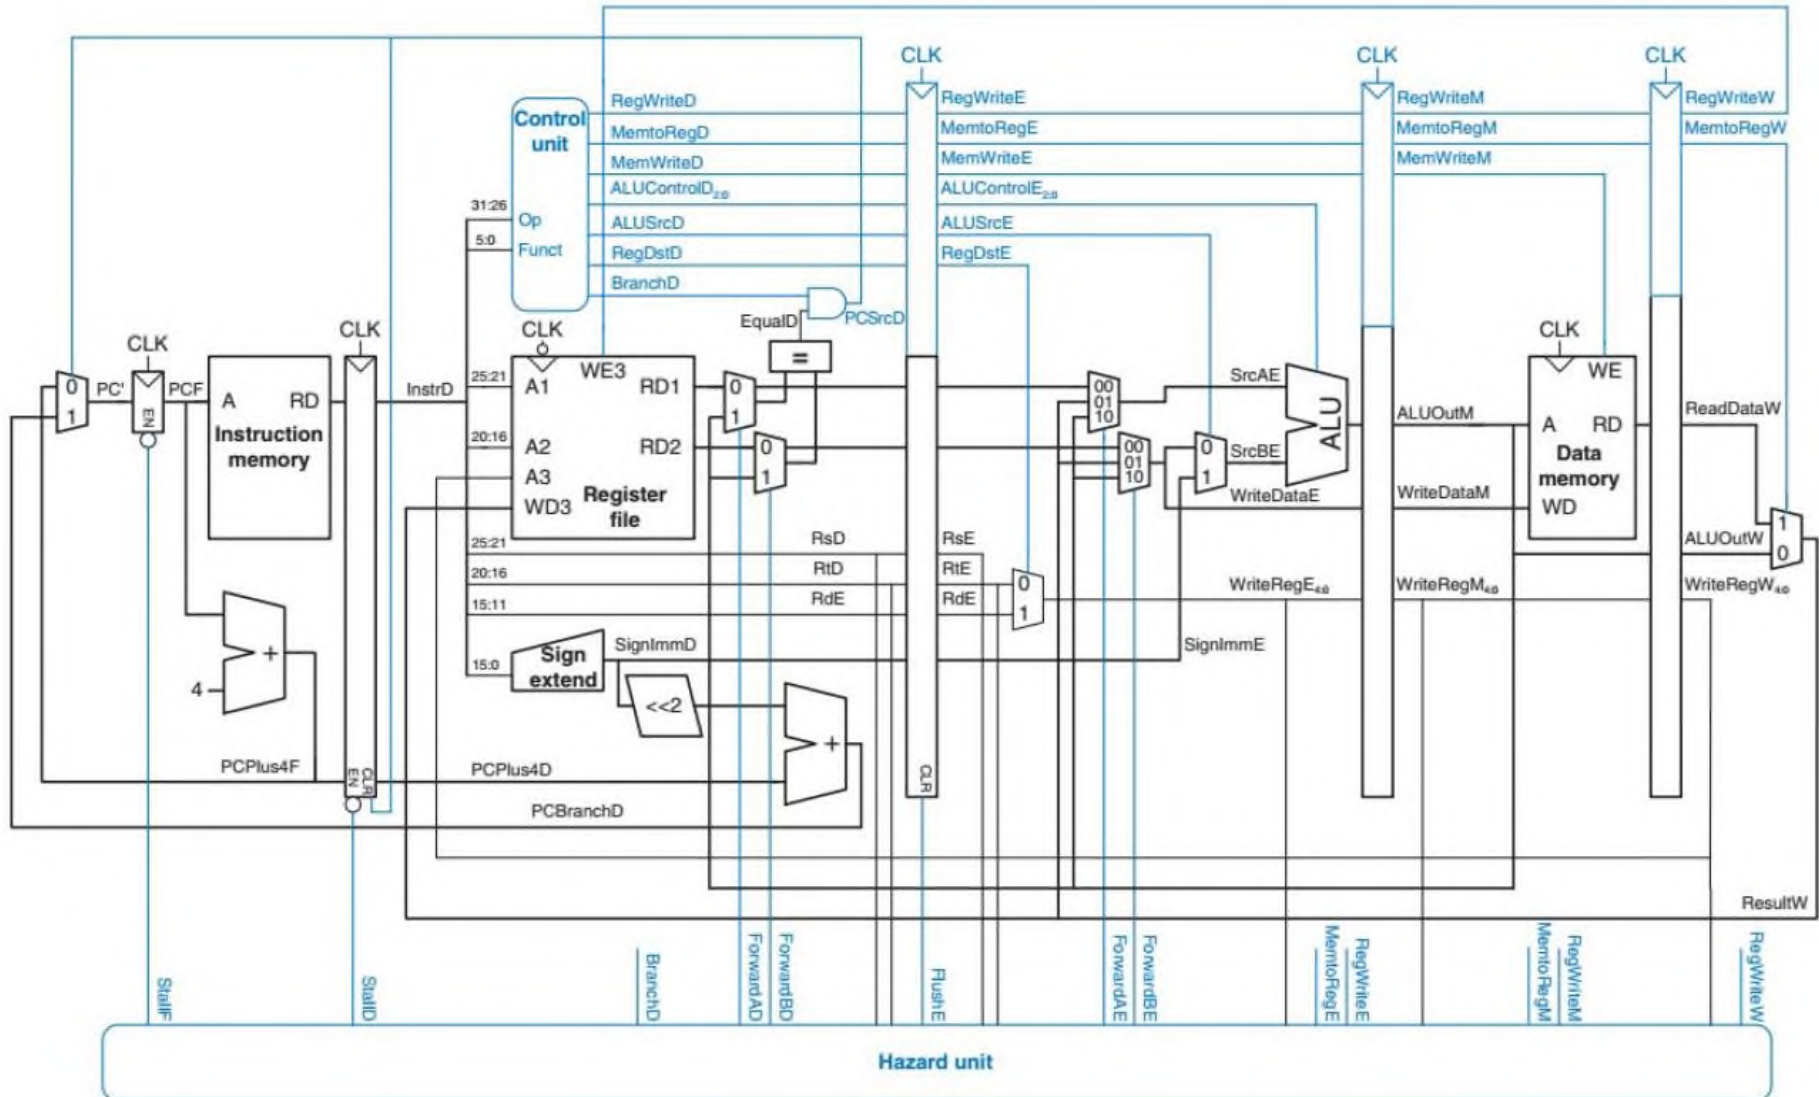 CLK
CLK
CLK
RegWriteD
RegWriteE
RegWriteM
RegWriteW
Control
unit
MemtoRegD
MemtoRegE
MemtoRegM
MemtoRegW
MemWriteD
MemWriteE
MemWriteM
ALUControlD2:0
ALUControlE2:0
31:26
Op
ALUSrcD
ALUSrcE
5:0
Funct
RegDstD
RegDstE
BranchD
EqualD
PCSrcD
CLK
CLK
CLK
CLK
=
0
1
PC'
EN
PCF
A
RD
Instruction
memory
InstrD
25:21
A1
WE3
RD1
20:16
A2
RD2
A3
WD3
Register
file
0
1
0
1
00
01
10
00
01
10
0
1
SrcAE
SrcBE
ALU
WriteDataE
ALUOutM
WriteDataM
WE
A
RD
Data
memory
WD
ReadDataW
ALUOutW
1
0
25:21
RsD
RsE
20:16
RtD
RtE
15:11
RdE
RdE
0
1
WriteRegE4:0
WriteRegM4:0
WriteRegW4:0
15:0
Sign
extend
SignImmD
SignImmE
<<2
+
4
+
PCPlus4F
EN
CLR
PCPlus4D
CLR
PCBranchD
ResultW
StallF
StallD
BranchD
ForwardAD
ForwardBD
FlushE
ForwardAE
ForwardBE
MemtoRegE
RegWriteE
MemtoRegM
RegWriteM
RegWriteW
Hazard unit